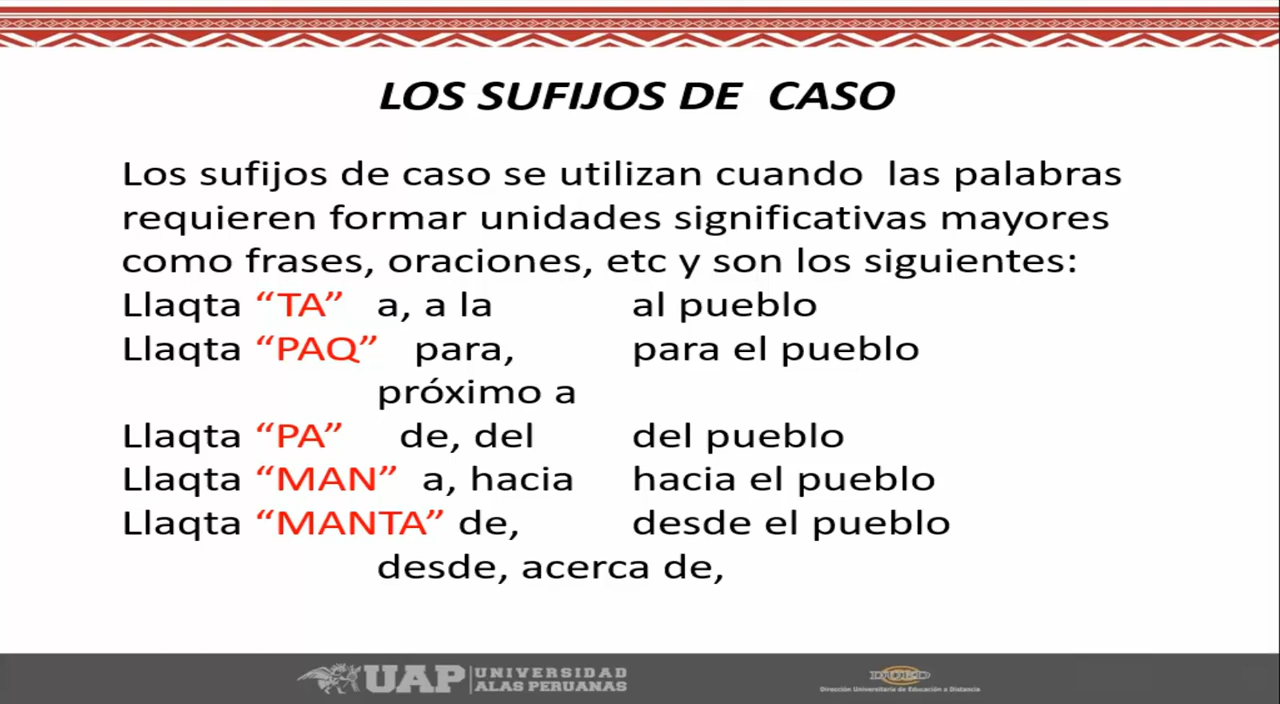 LOS SUFIJOS DE CASO
Los sufijos de caso se utilizan cuando las palabras
requieren formar unidades significativas mayores
como frases, oraciones, etc y son los siguientes:
Llaqta “TA” a, a la al pueblo
Llaqta “PAQ” para, para el pueblo
próximo a
Llaqta “PA” de, del del pueblo
Llaqta “MAN” a, hacia hacia el pueblo
Llaqta “MANTA” de, desde el pueblo
desde, acerca de,
UAP UNIVERSIDAD
ALAS PERUANAS
DUED
Dirección Universitaria de Educación a Distancia